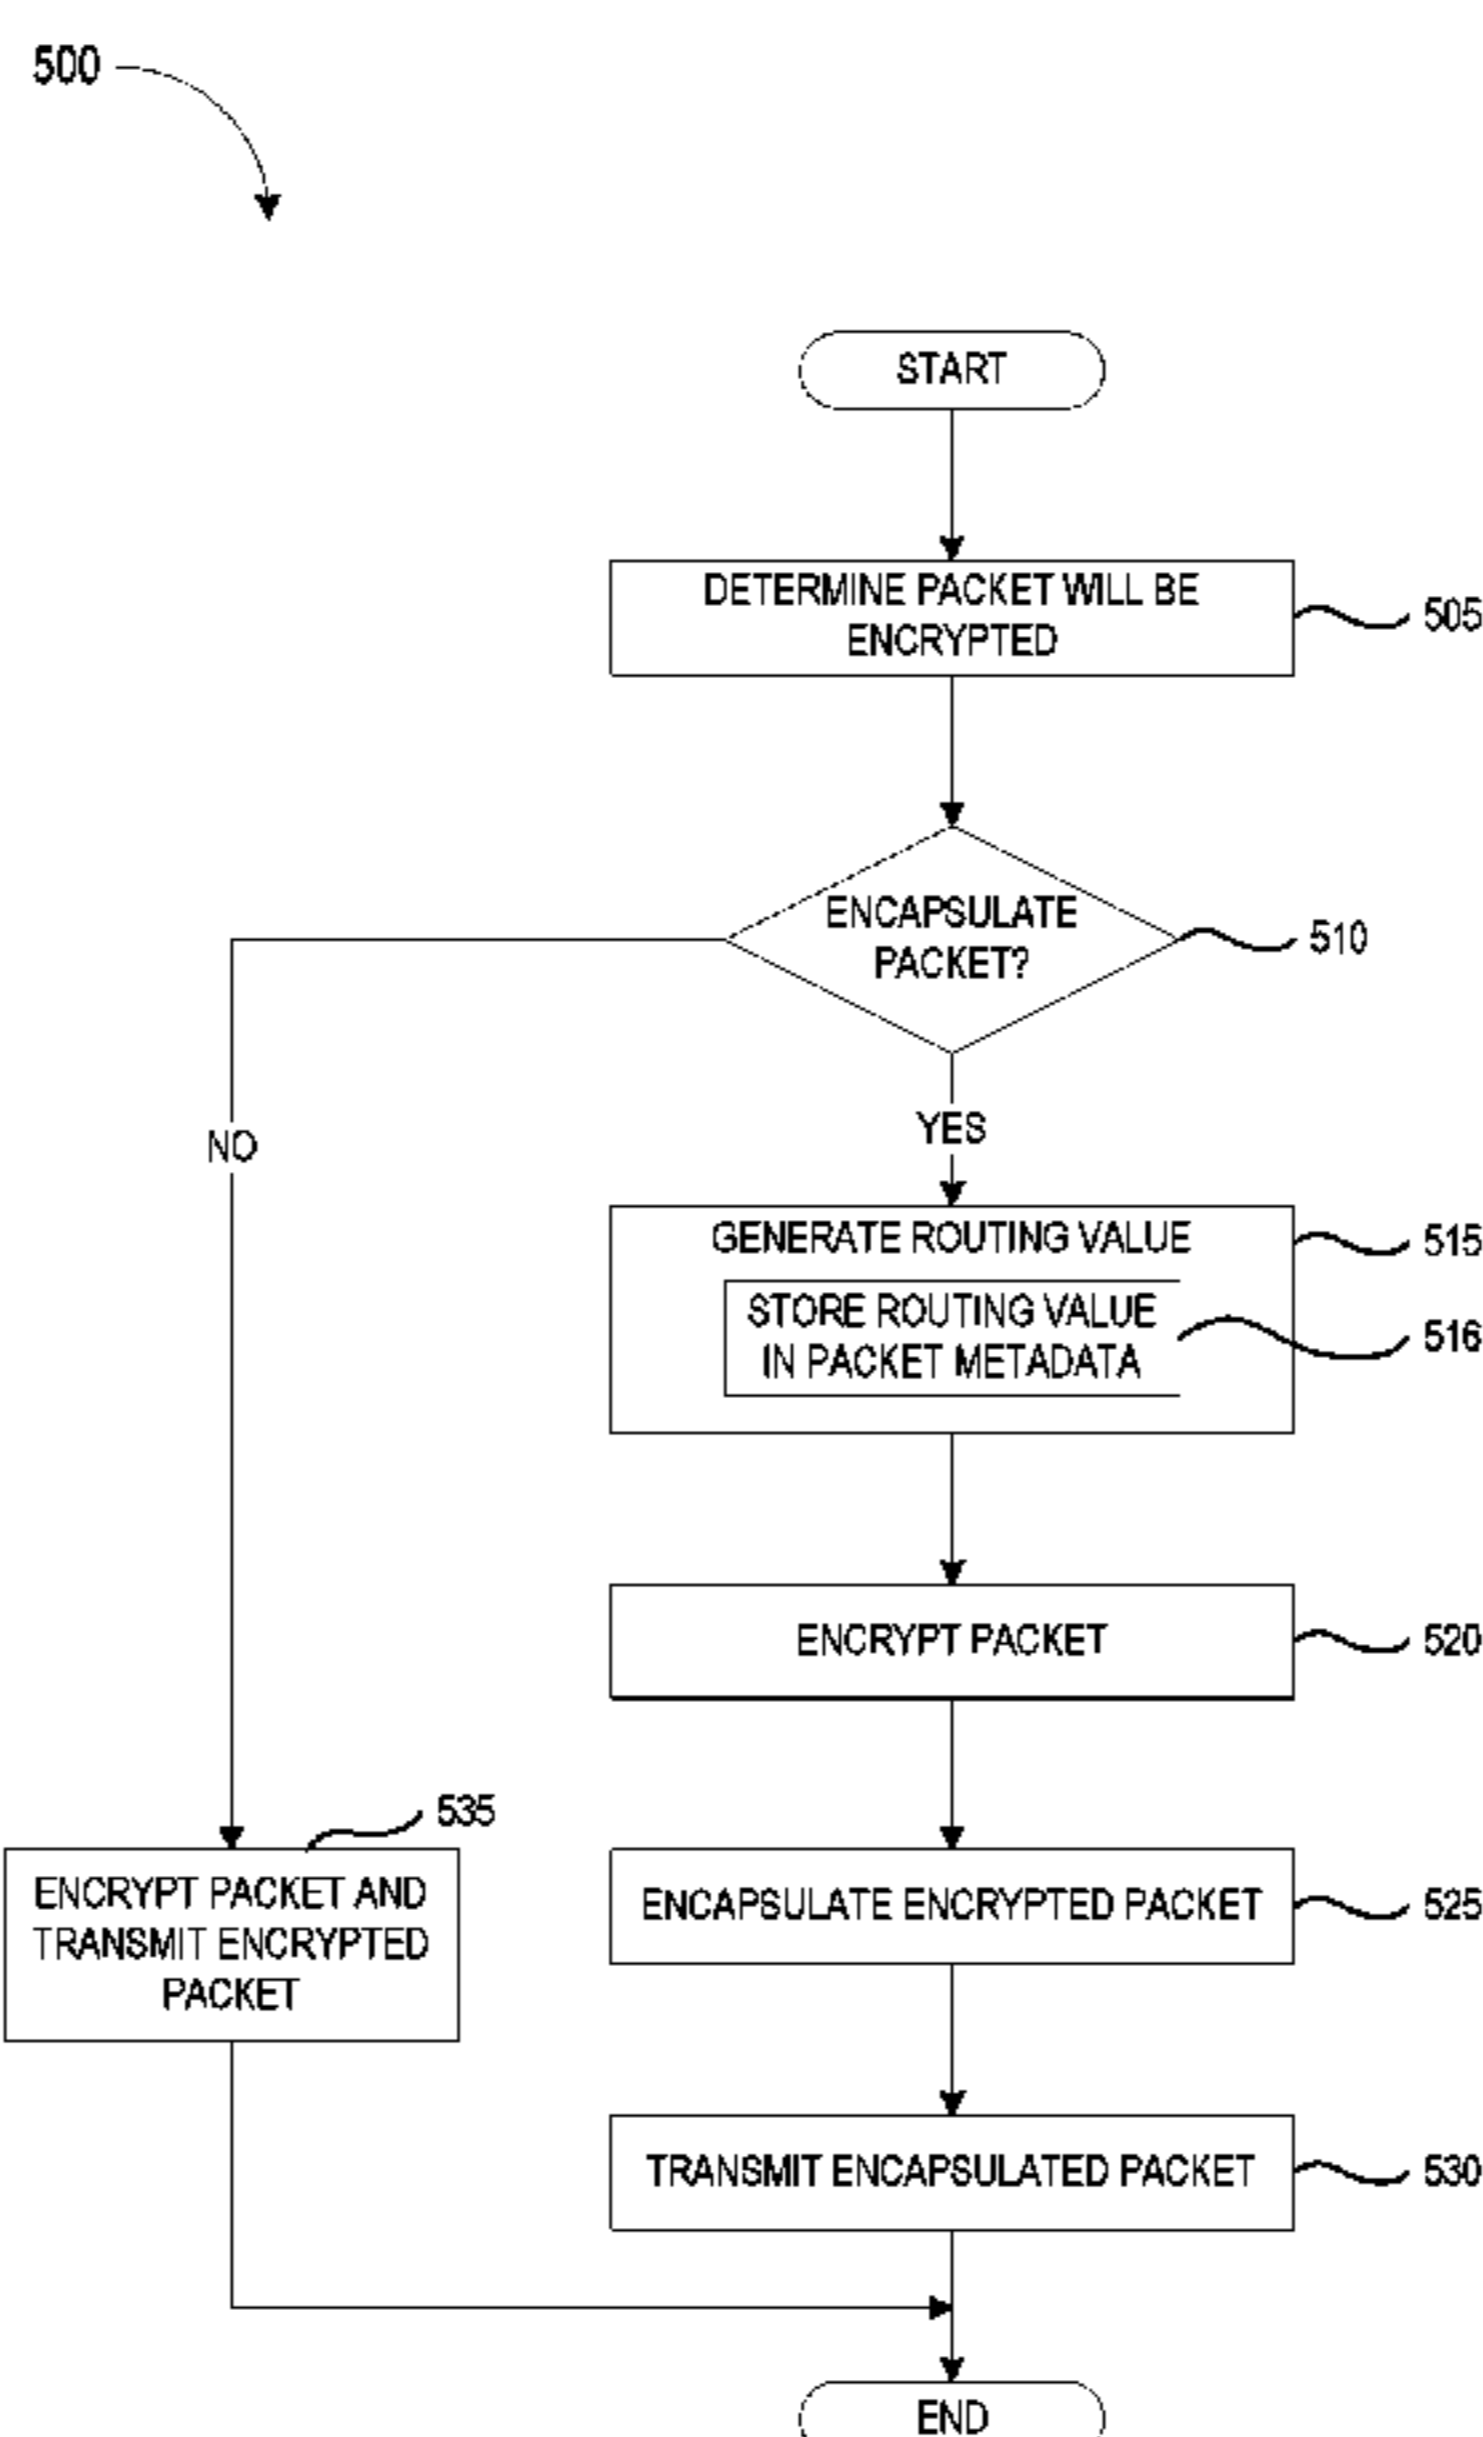 500
START
DETERMINE PACKET WILL BE
ENCRYPTED
505
ENCAPSULATE
PACKET?
510
NO
YES
GENERATE ROUTING VALUE
515
STORE ROUTING VALUE
IN PACKET METADATA
516
ENCRYPT PACKET
520
535
ENCRYPT PACKET AND
TRANSMIT ENCRYPTED
PACKET
ENCAPSULATE ENCRYPTED PACKET
525
TRANSMIT ENCAPSULATED PACKET
530
END